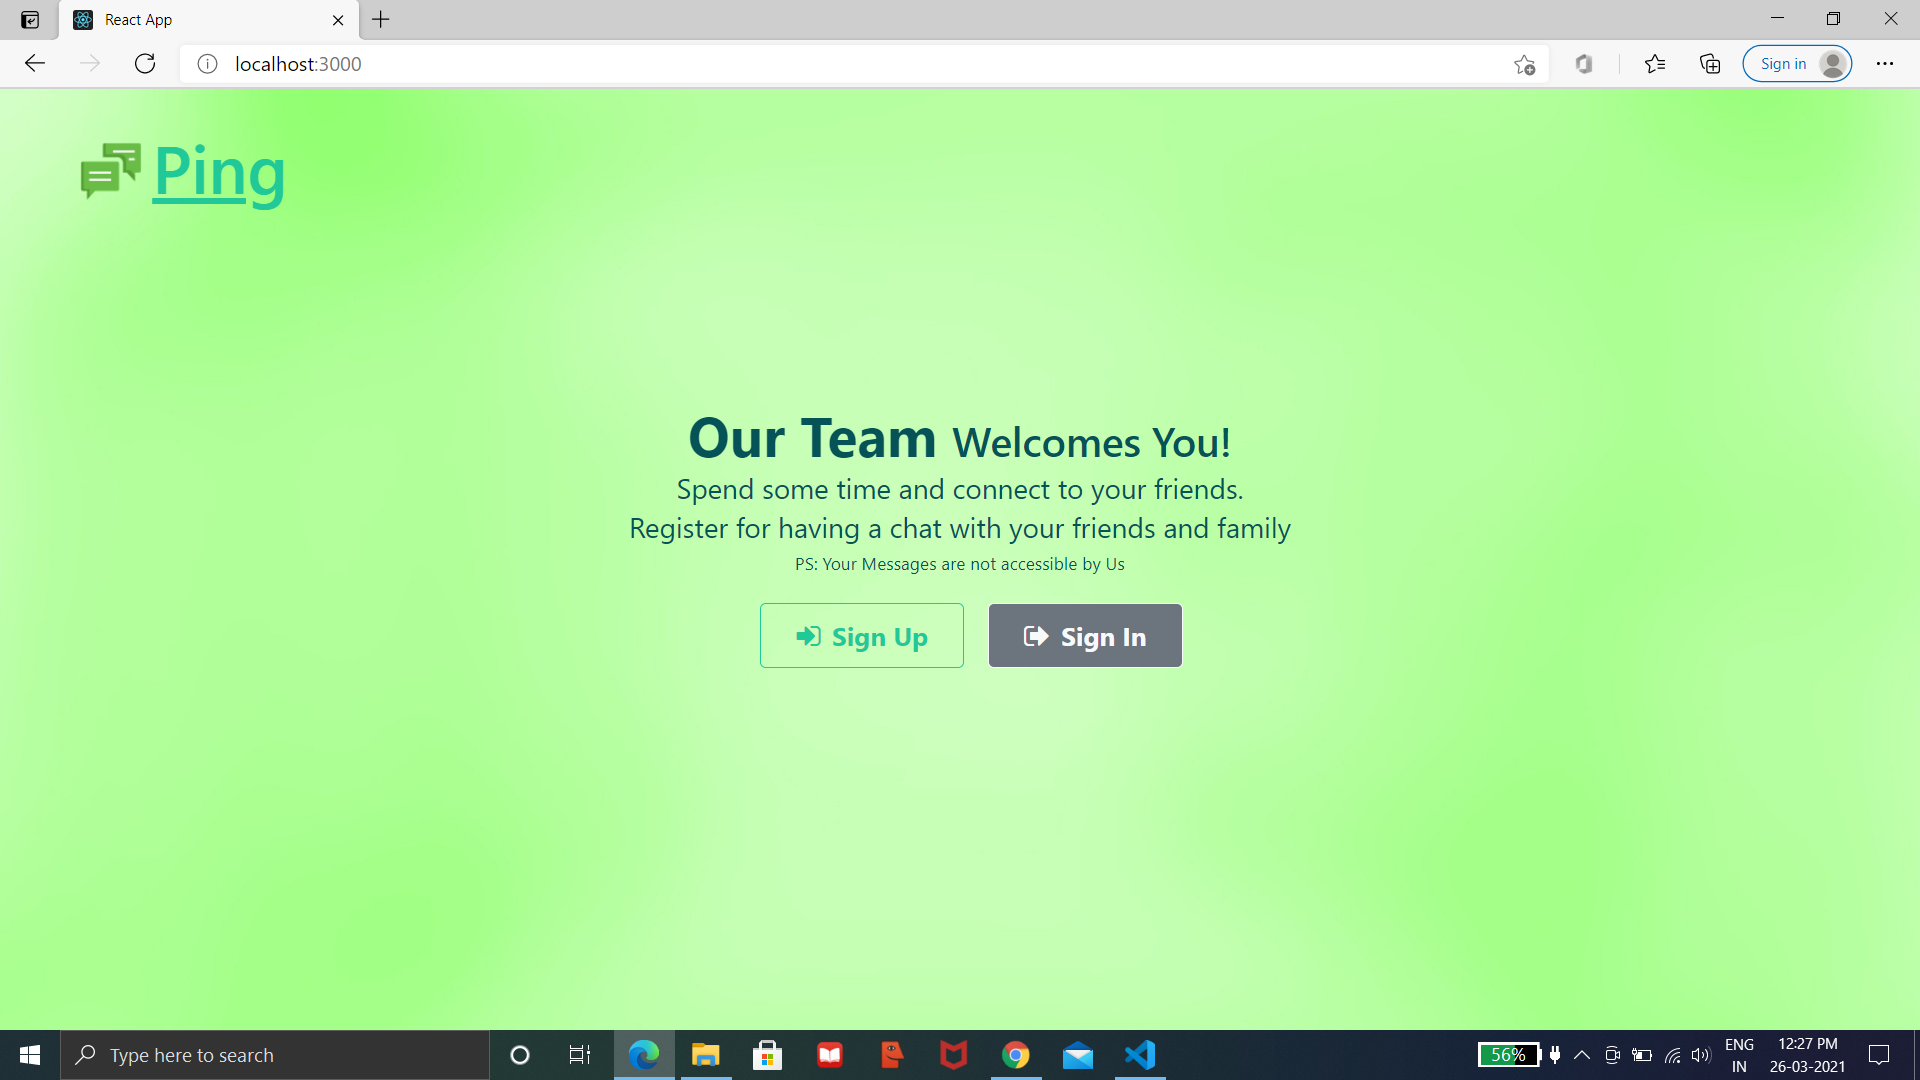 React App
localhost:3000
Sign in
Ping
Our Team Welcomes You!
Spend some time and connect to your friends.
Register for having a chat with your friends and family
PS: Your Messages are not accessible by Us
Sign Up
Sign In
Type here to search
56%
ENG
IN
12:27 PM
26-03-2021